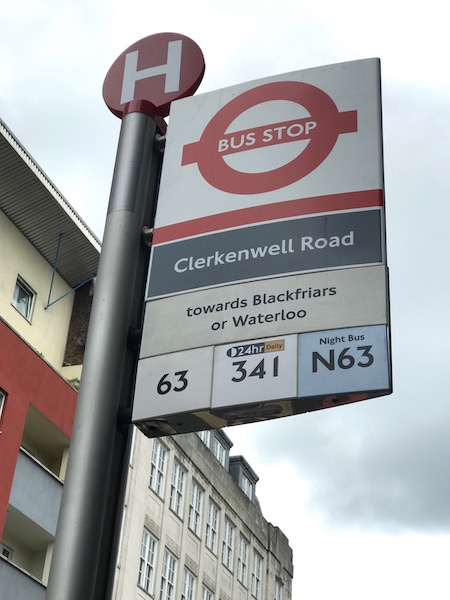 H
BUS STOP
Clerkenwell Road
towards Blackfriars
or Waterloo
63
24hr Daily
341
Night Bus
N63